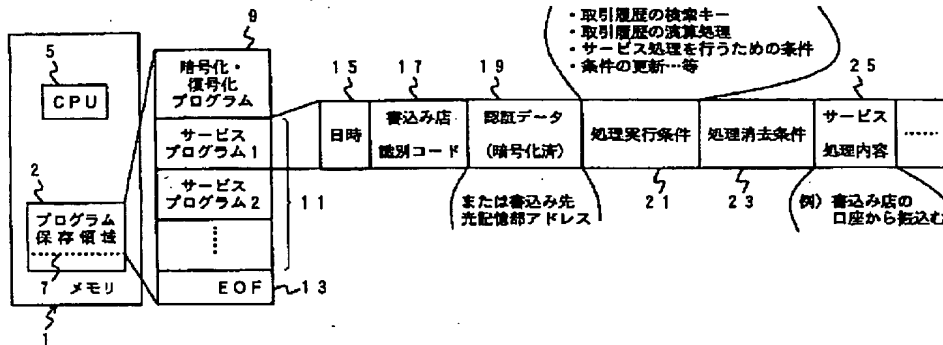 9
・取引履歴の検索キー
・取引履歴の演算処理
・サービス処理を行うための条件
・条件の更新…等
5
CPU
暗号化・
復号化
プログラム
15
17
19
25
サービス
プログラム1
日時
書込み店
識別コード
認証データ
(暗号化済)
処理実行条件
処理消去条件
サービス
処理内容
……
サービス
プログラム2
11
2
プログラム
保存領域
または書込み先
光記憶部アドレス
21
23
例)書込み店の
口座から振込む
7
メモリ
EOF
13
1